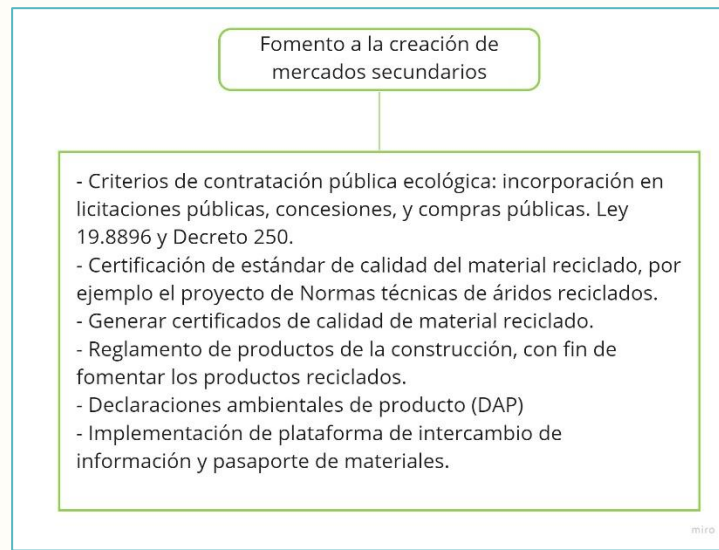 Fomento a la creación de
mercados secundarios
- Criterios de contratación pública ecológica: incorporación en
licitaciones públicas, concesiones, y compras públicas. Ley
19.8896 y Decreto 250.
- Certificación de estándar de calidad del material reciclado, por
ejemplo el proyecto de Normas técnicas de áridos reciclados.
- Generar certificados de calidad de material reciclado.
- Reglamento de productos de la construcción, con fin de
fomentar los productos reciclados.
- Declaraciones ambientales de producto (DAP)
- Implementación de plataforma de intercambio de
información y pasaporte de materiales.
miro